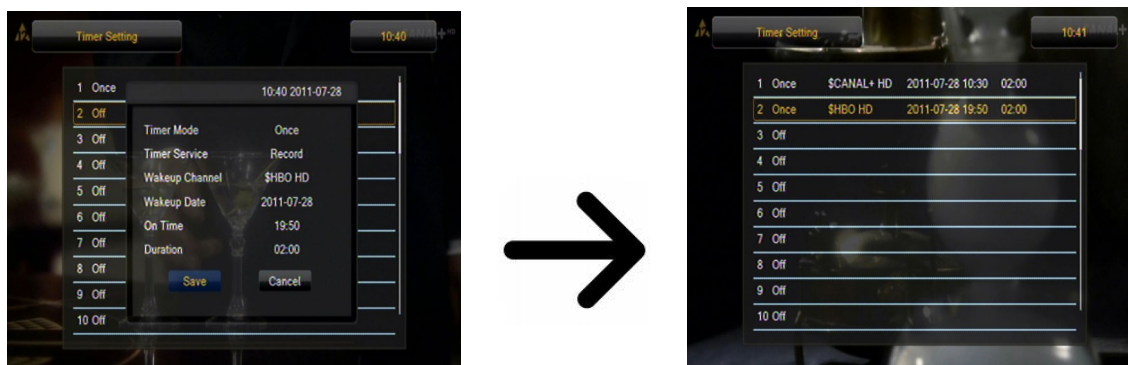 Timer Setting
10:40
1 Once
10:40 2011-07-28
2 Off
Timer Mode Once
3 Off
Timer Service Record
4 Off
Wakeup Channel $HBO HD
5 Off
Wakeup Date 2011-07-28
6 Off
On Time 19:50
7 Off
Duration 02:00
8 Off
Save Cancel
9 Off
10 Off
Timer Setting
10:41
1 Once $CANAL+ HD 2011-07-28 10:30 02:00
2 Once $HBO HD 2011-07-28 19:50 02:00
3 Off
4 Off
5 Off
6 Off
7 Off
8 Off
9 Off
10 Off